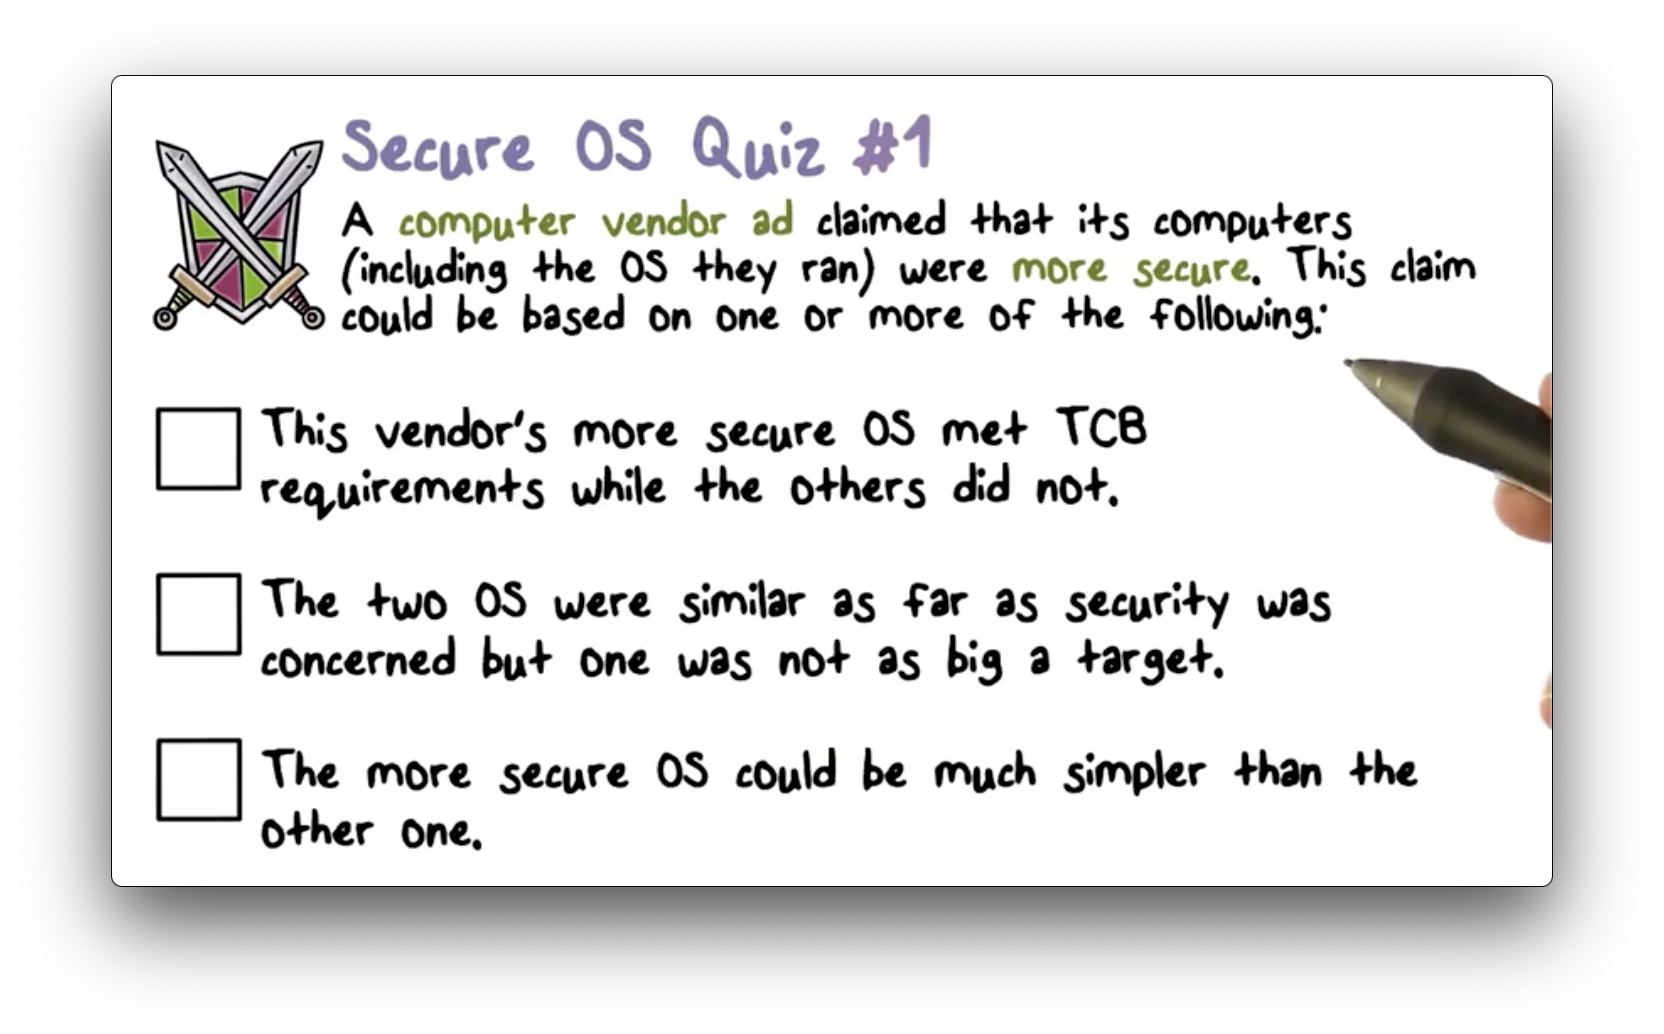 Secure OS Quiz #1
A computer vendor ad claimed that its computers
(including the OS they ran) were more secure. This claim
could be based on one or more of the following:
This vendor's more secure OS met TCB
requirements while the others did not.
The two OS were similar as far as security was
concerned but one was not as big a target.
The more secure OS could be much simpler than the
other one.